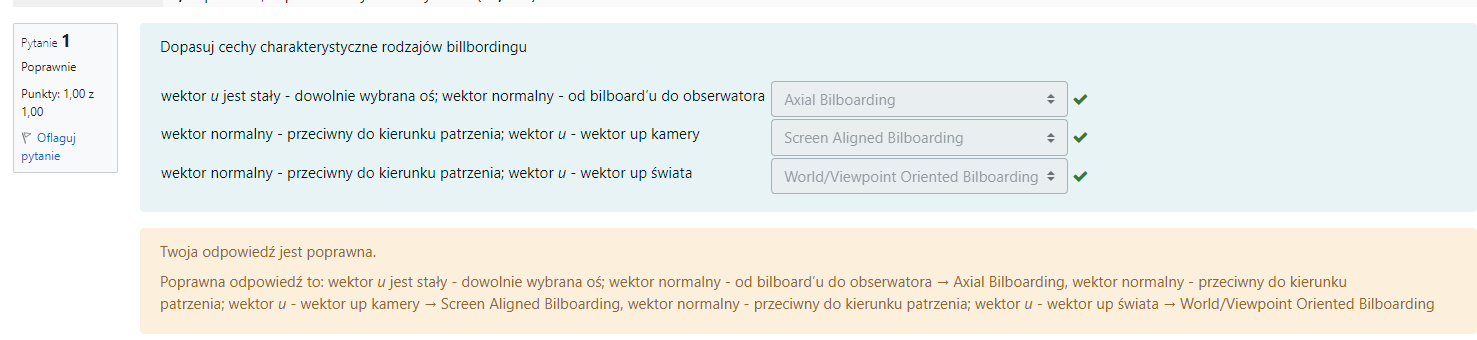 Pytanie 1
Poprawnie
Punkty: 1,00 z
1,00
Oflaguj
pytanie
Dopasuj cechy charakterystyczne rodzajów billbordingu
wektor u jest stały - dowolnie wybrana oś; wektor normalny - od bilboard'u do obserwatora Axial Bilboarding
wektor normalny - przeciwny do kierunku patrzenia; wektor u - wektor up kamery Screen Aligned Bilboarding
wektor normalny - przeciwny do kierunku patrzenia; wektor u - wektor up świata World/Viewpoint Oriented Bilboarding
Twoja odpowiedź jest poprawna.
Poprawna odpowiedź to: wektor u jest stały - dowolnie wybrana oś; wektor normalny - od bilboard'u do obserwatora → Axial Bilboarding, wektor normalny - przeciwny do kierunku
patrzenia; wektor u - wektor up kamery → Screen Aligned Bilboarding, wektor normalny - przeciwny do kierunku patrzenia; wektor u - wektor up świata → World/Viewpoint Oriented Bilboarding